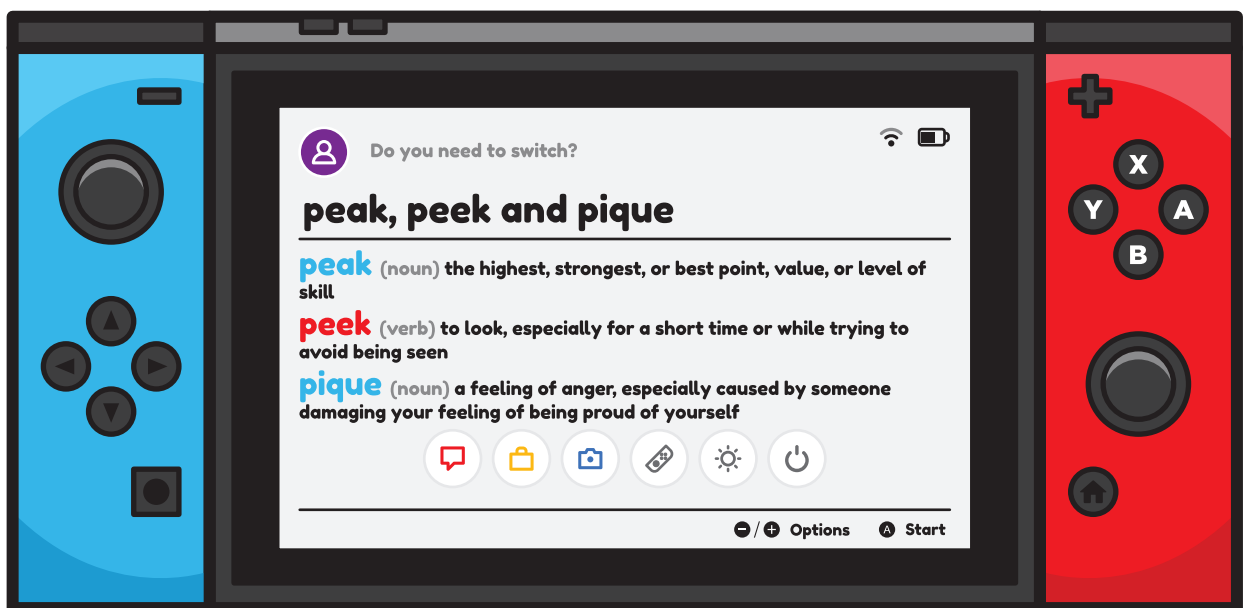 Do you need to switch?
peak, peek and pique
peak (noun) the highest, strongest, or best point, value, or level of
skill
peek (verb) to look, especially for a short time or while trying to
avoid being seen
pique (noun) a feeling of anger, especially caused by someone
damaging your feeling of being proud of yourself
−/+ Options A Start
X
Y A
B